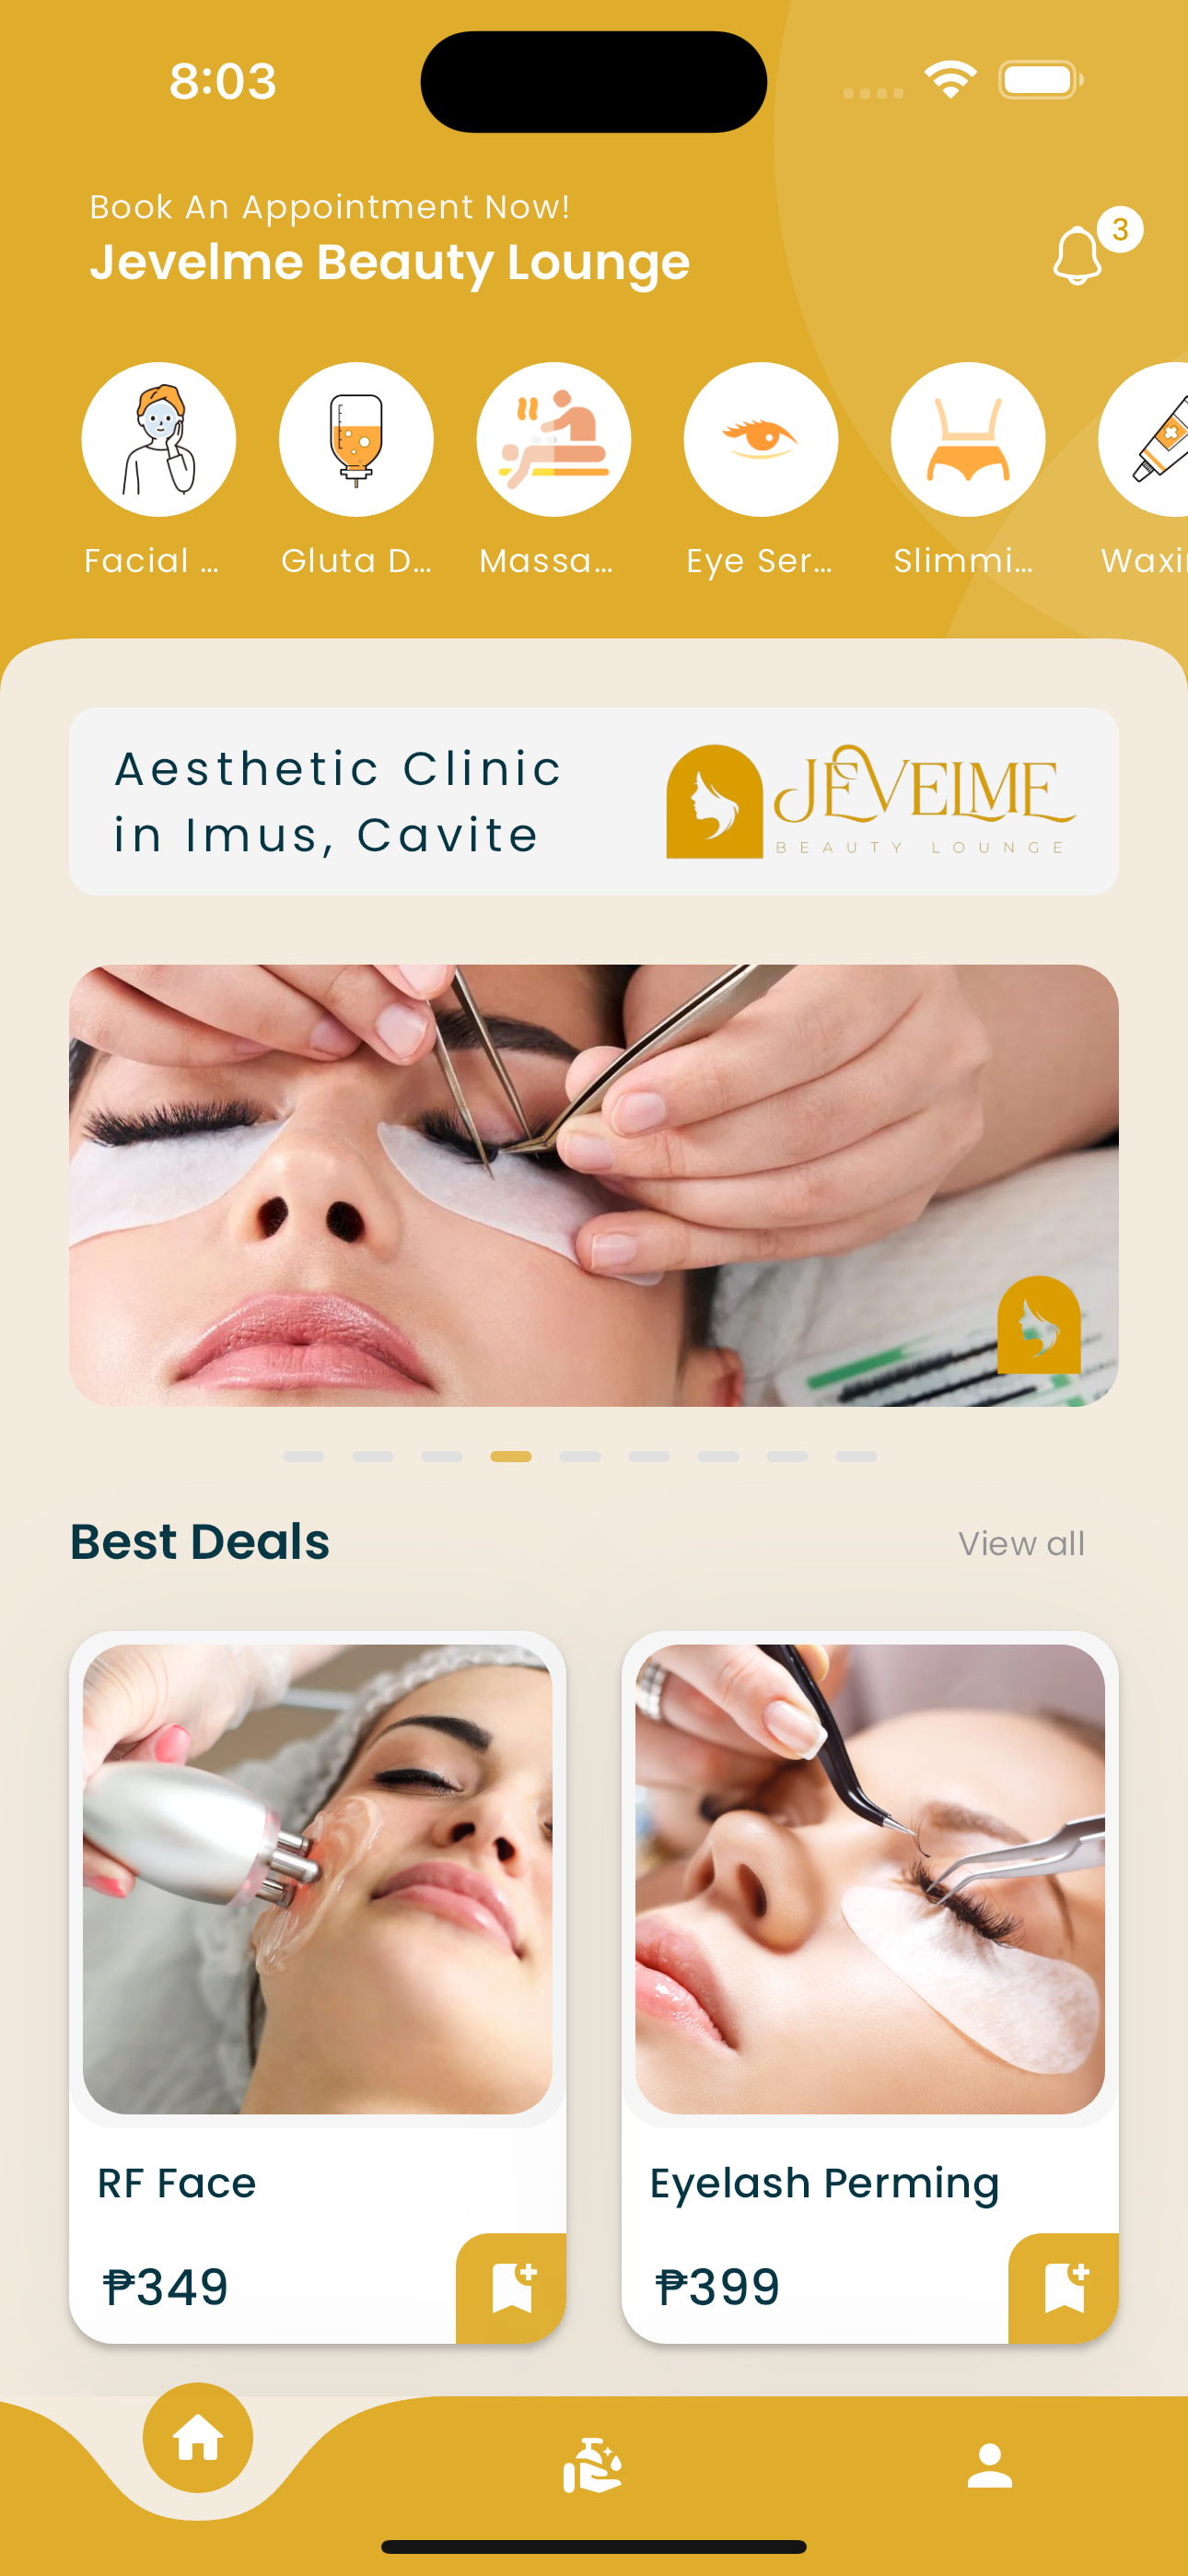 8:03
Book An Appointment Now!
Jevelme Beauty Lounge
3
Facial ...
Gluta D...
Massa...
Eye Ser...
Slimmi...
Waxi
Aesthetic Clinic
in Imus, Cavite
JEVELME
BEAUTY LOUNGE
Best Deals
View all
RF Face
Eyelash Perming
₱349
₱399